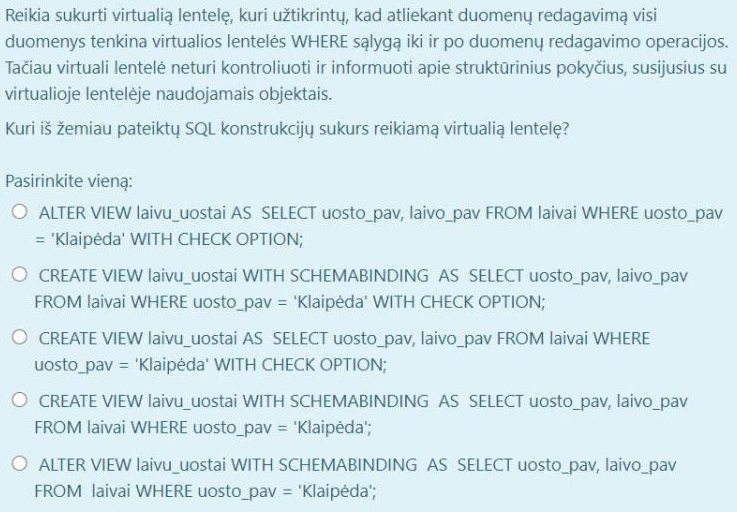 Reikia sukurti virtualią lentelę, kuri užtikrintų, kad atliekant duomenų redagavimą visi
duomenys tenkina virtualios lentelės WHERE sąlygą iki ir po duomenų redagavimo operacijos.
Tačiau virtuali lentelė neturi kontroliuoti ir informuoti apie struktūrinius pokyčius, susijusius su
virtualioje lentelėje naudojamais objektais.
Kuri iš žemiau pateiktų SQL konstrukcijų sukurs reikiamą virtualią lentelę?
Pasirinkite vieną:
ALTER VIEW laivu_uostai AS SELECT uosto_pav, laivo_pav FROM laivai WHERE uosto_pav
= 'Klaipėda' WITH CHECK OPTION;
CREATE VIEW laivu_uostai WITH SCHEMABINDING AS SELECT uosto_pav, laivo_pav
FROM laivai WHERE uosto_pav = 'Klaipėda' WITH CHECK OPTION;
CREATE VIEW laivu_uostai AS SELECT uosto_pav, laivo_pav FROM laivai WHERE
uosto_pav = 'Klaipėda' WITH CHECK OPTION;
CREATE VIEW laivu_uostai WITH SCHEMABINDING AS SELECT uosto_pav, laivo_pav
FROM laivai WHERE uosto_pav = 'Klaipėda';
ALTER VIEW laivu_uostai WITH SCHEMABINDING AS SELECT uosto_pav, laivo_pav
FROM laivai WHERE uosto_pav = 'Klaipėda';